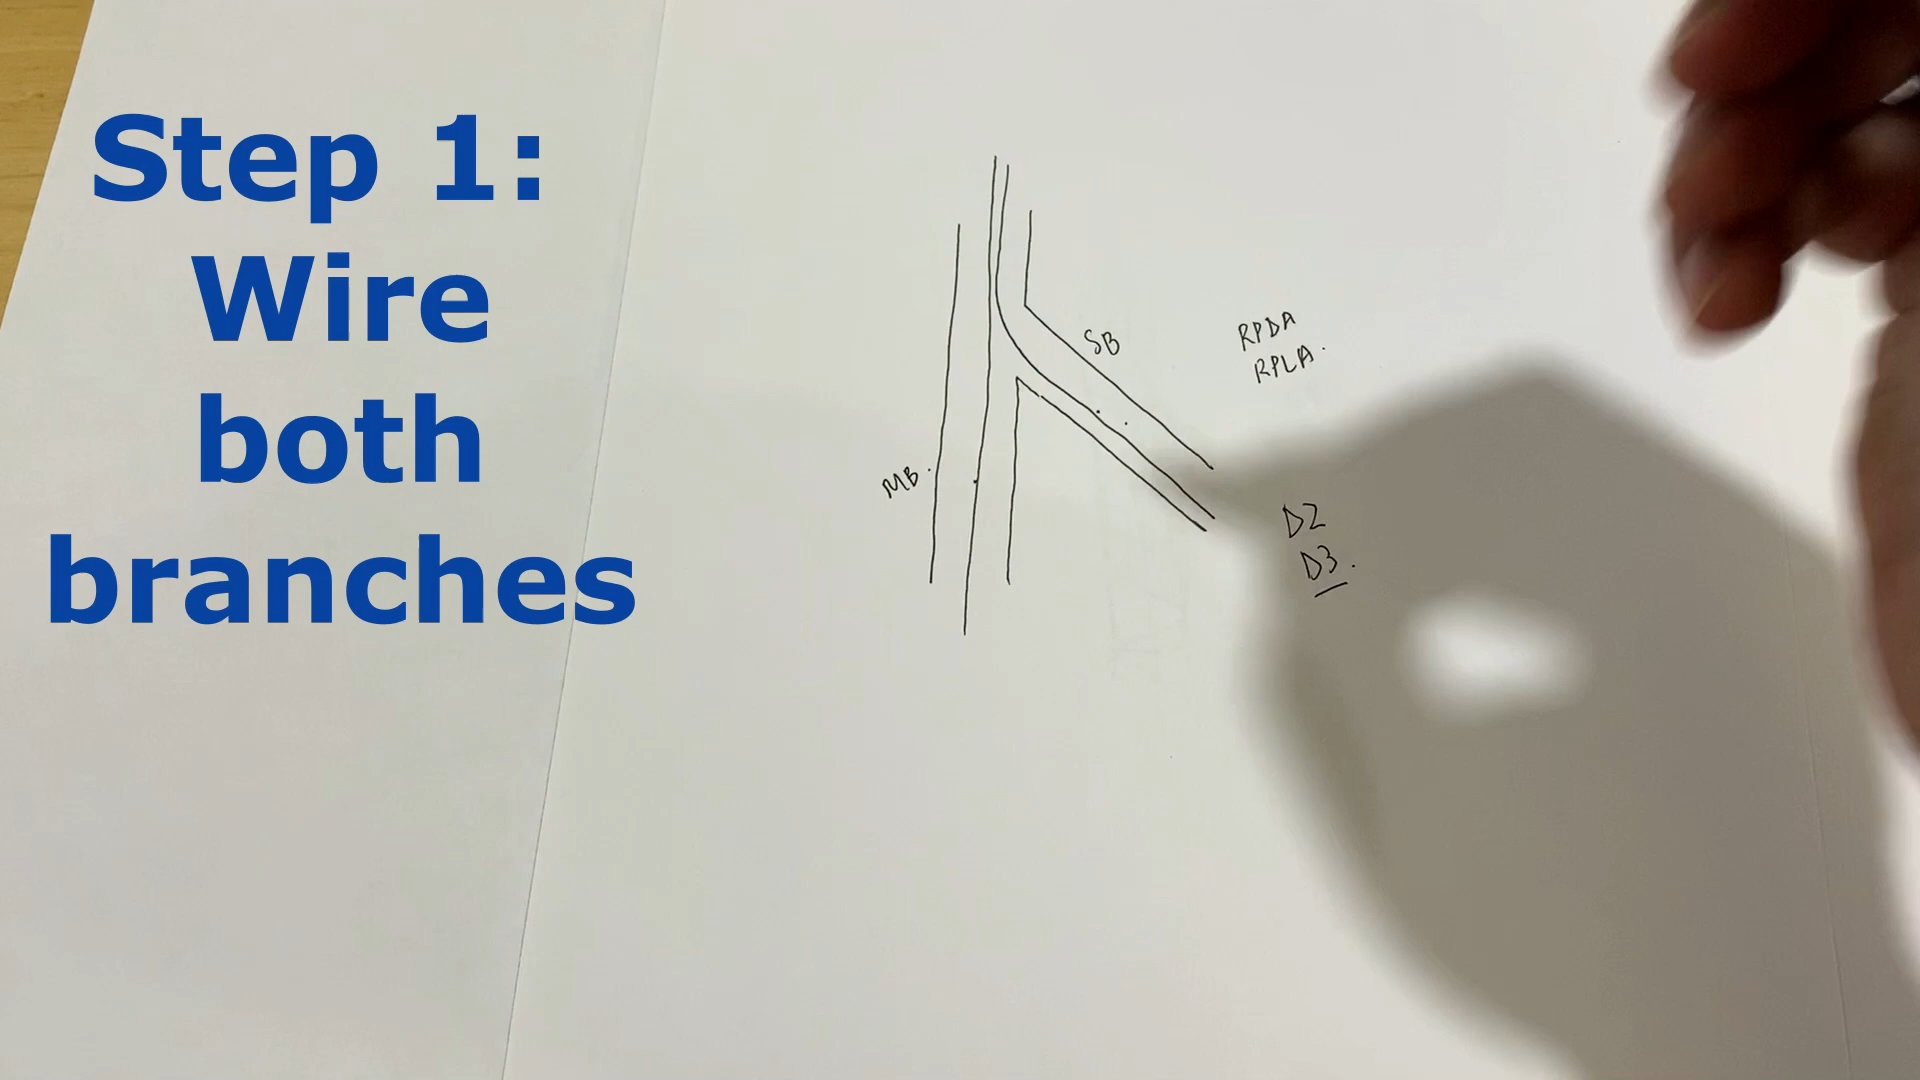 Step 1:
Wire
both
branches
SB
RPDA
RPLA.
MB.
D2
D3.